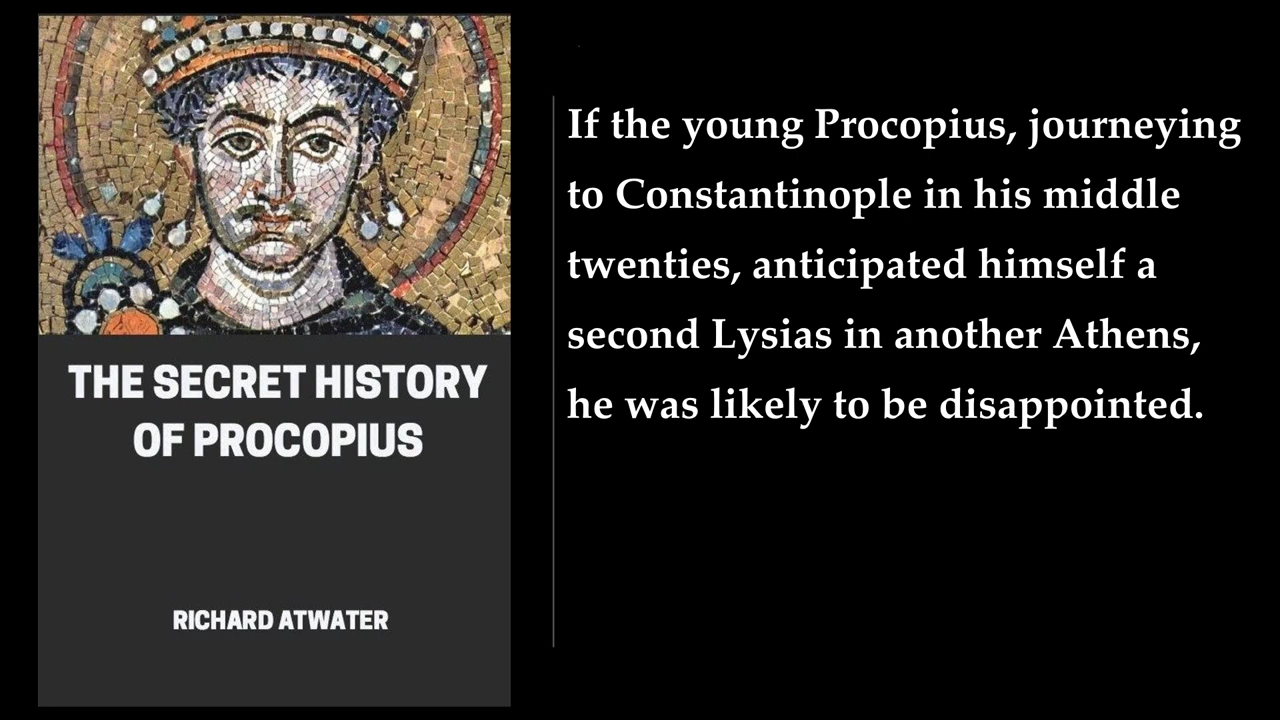 THE SECRET HISTORY
OF PROCOPIUS
RICHARD ATWATER
If the young Procopius, journeying
to Constantinople in his middle
twenties, anticipated himself a
second Lysias in another Athens,
he was likely to be disappointed.